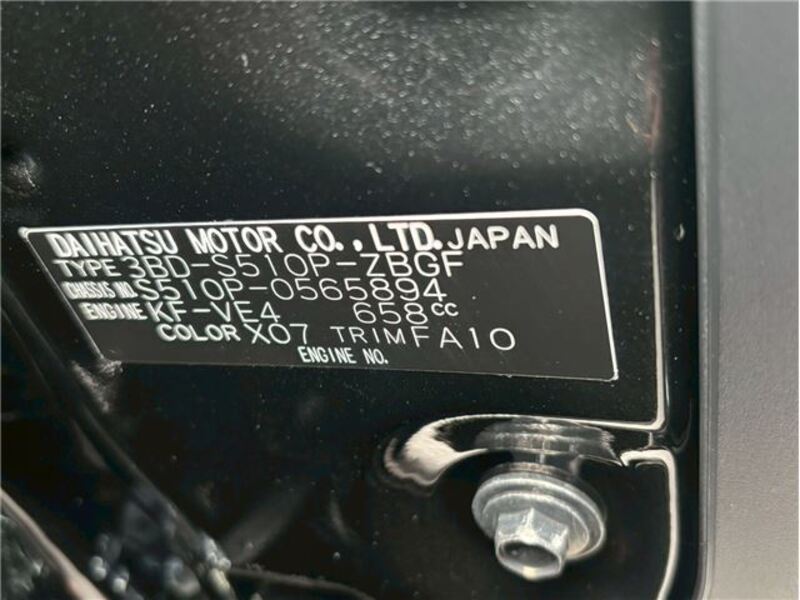 DAIHATSU MOTOR CO., LTD. JAPAN
TYPE 3BD-S510P-ZBGF
CHASSIS NO. S510P-0565894
ENGINE KF-VE4 658cc
COLOR X07 TRIM FA10
ENGINE NO.